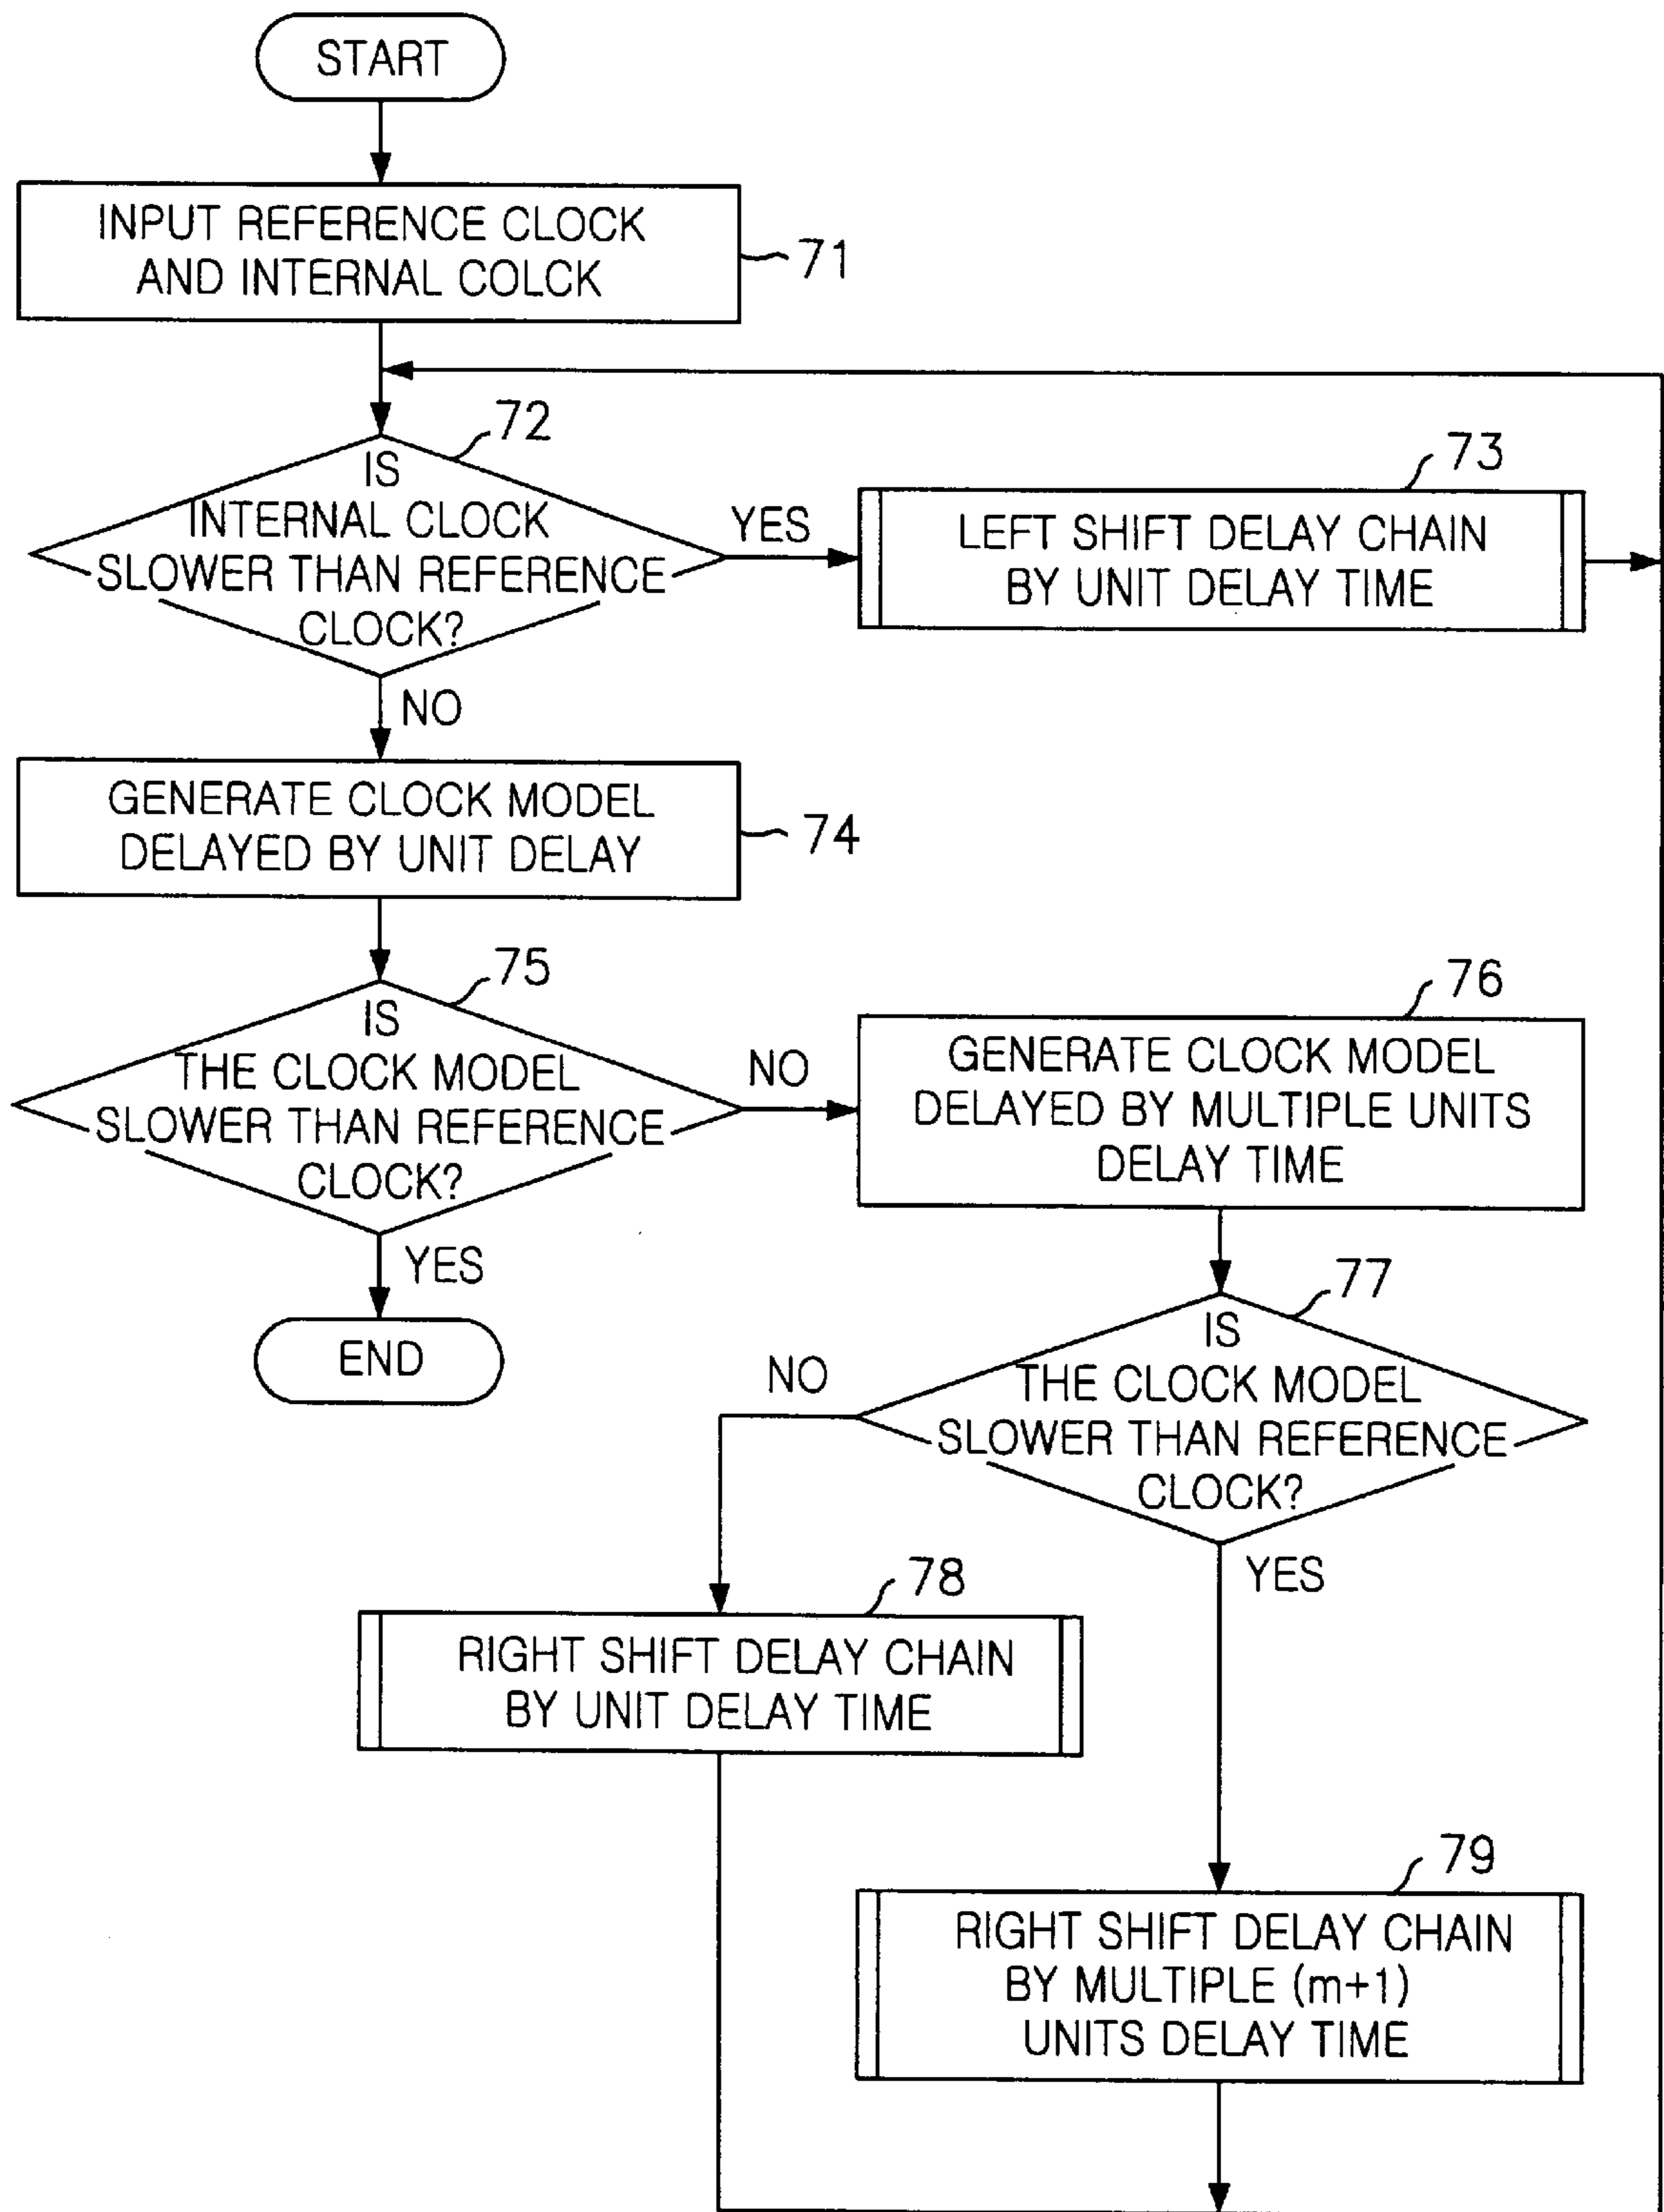 START
INPUT REFERENCE CLOCK
AND INTERNAL COLCK
71
72
IS
INTERNAL CLOCK
SLOWER THAN REFERENCE
CLOCK?
YES
73
LEFT SHIFT DELAY CHAIN
BY UNIT DELAY TIME
NO
GENERATE CLOCK MODEL
DELAYED BY UNIT DELAY
74
75
IS
THE CLOCK MODEL
SLOWER THAN REFERENCE
CLOCK?
NO
76
GENERATE CLOCK MODEL
DELAYED BY MULTIPLE UNITS
DELAY TIME
YES
END
77
IS
THE CLOCK MODEL
SLOWER THAN REFERENCE
CLOCK?
NO
YES
78
RIGHT SHIFT DELAY CHAIN
BY UNIT DELAY TIME
79
RIGHT SHIFT DELAY CHAIN
BY MULTIPLE (m+1)
UNITS DELAY TIME